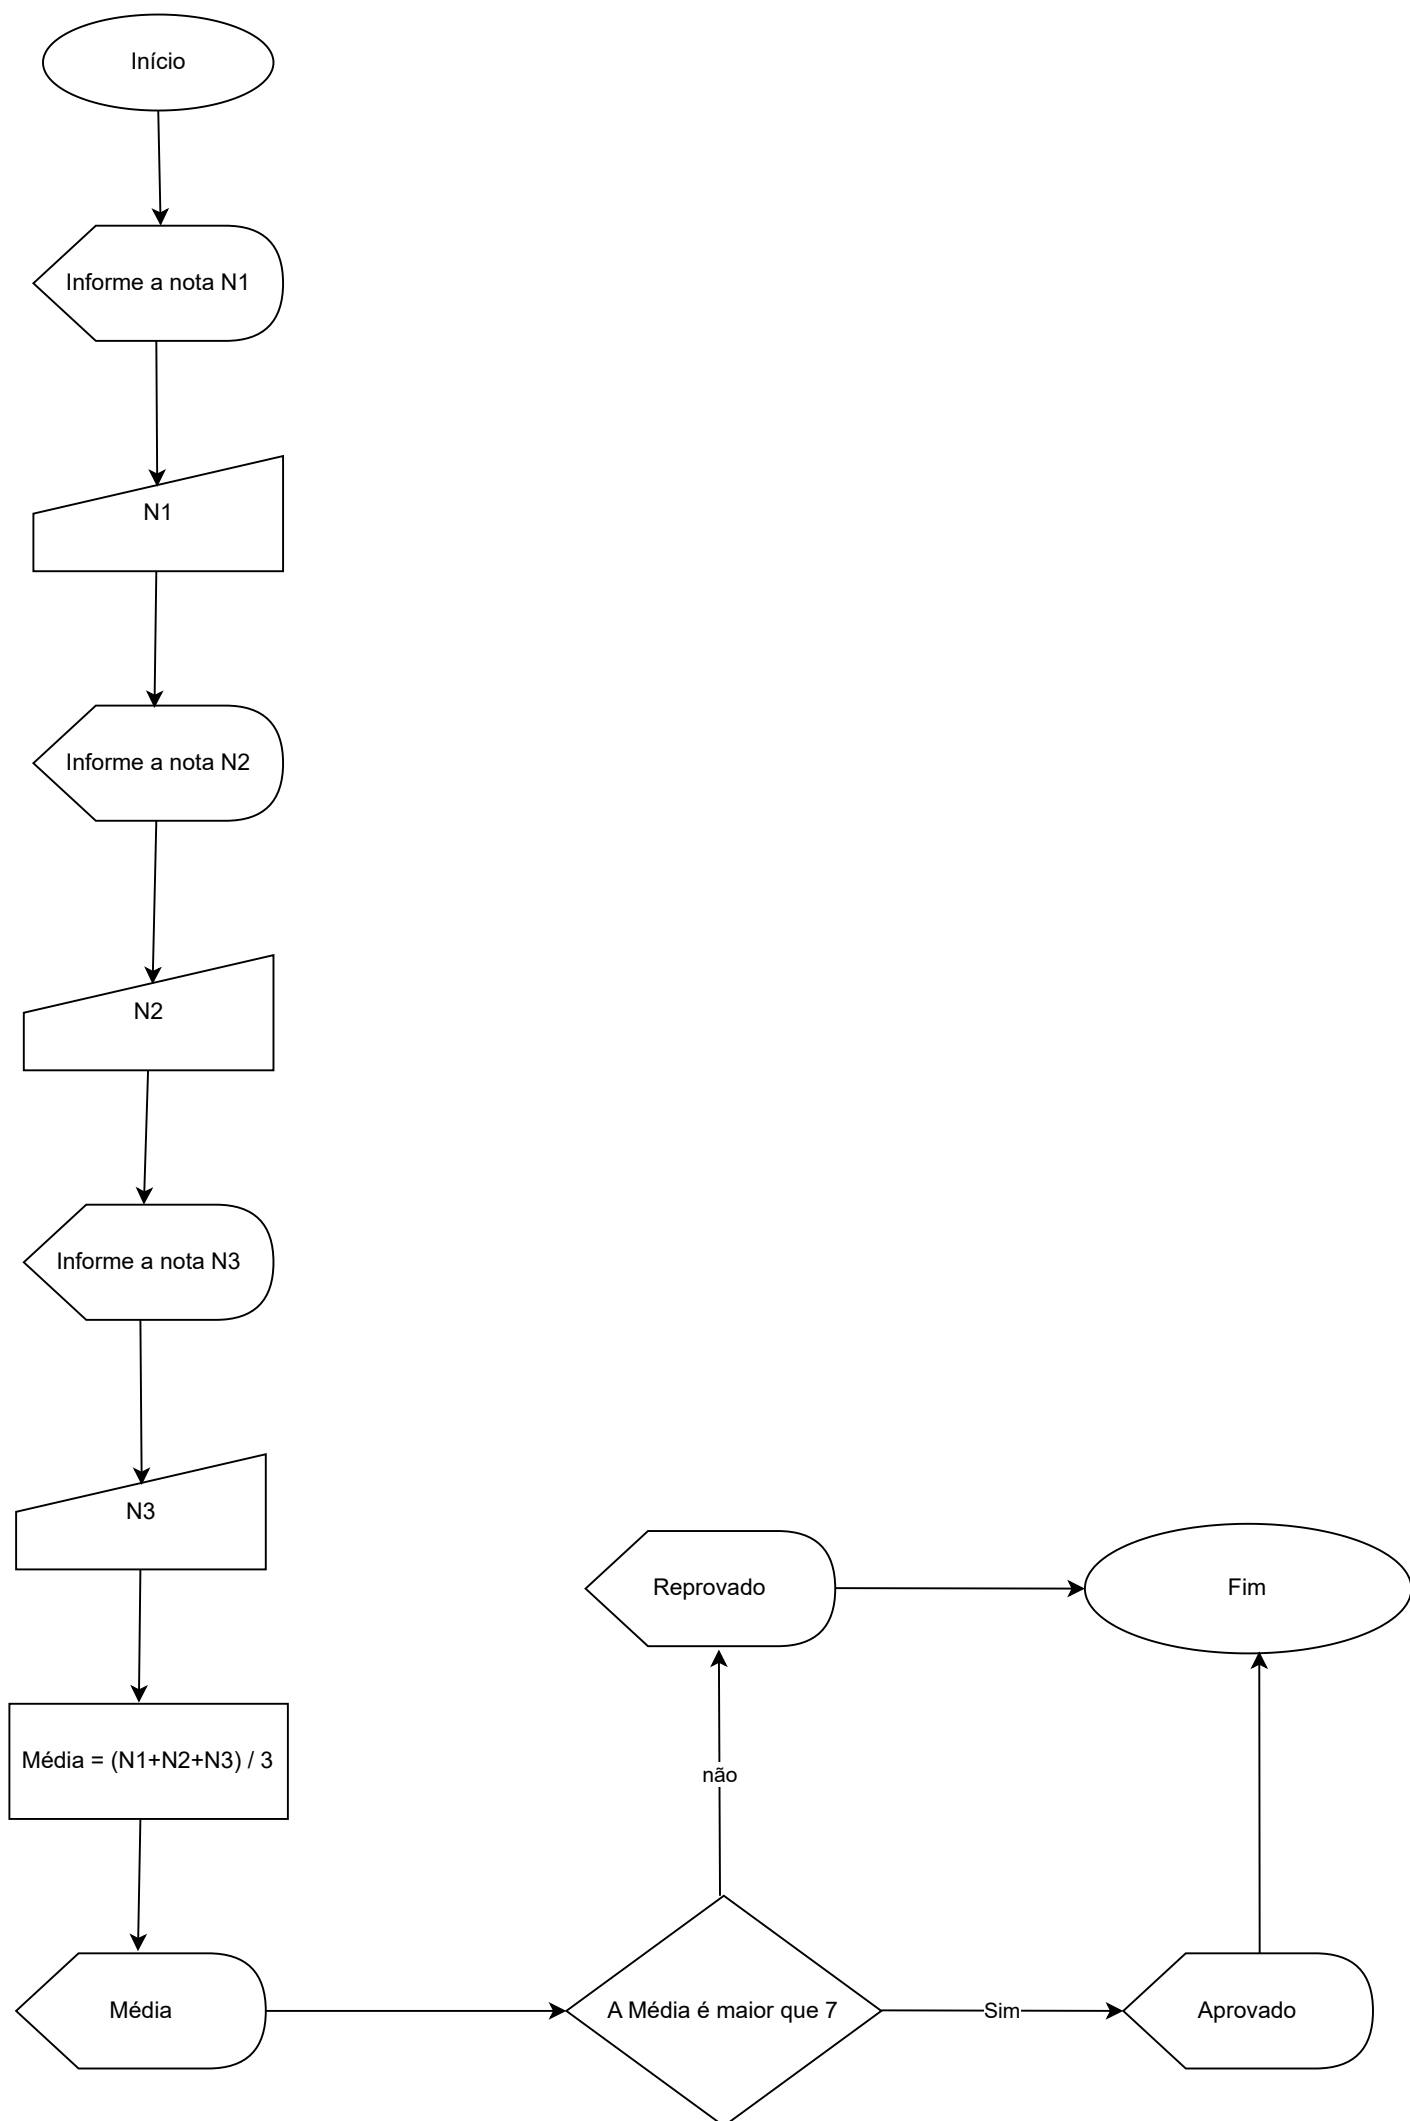 Início
Informe a nota N1
N1
Informe a nota N2
N2
Informe a nota N3
N3
Média = (N1+N2+N3) / 3
Média
A Média é maior que 7
não
Reprovado
Sim
Aprovado
Fim